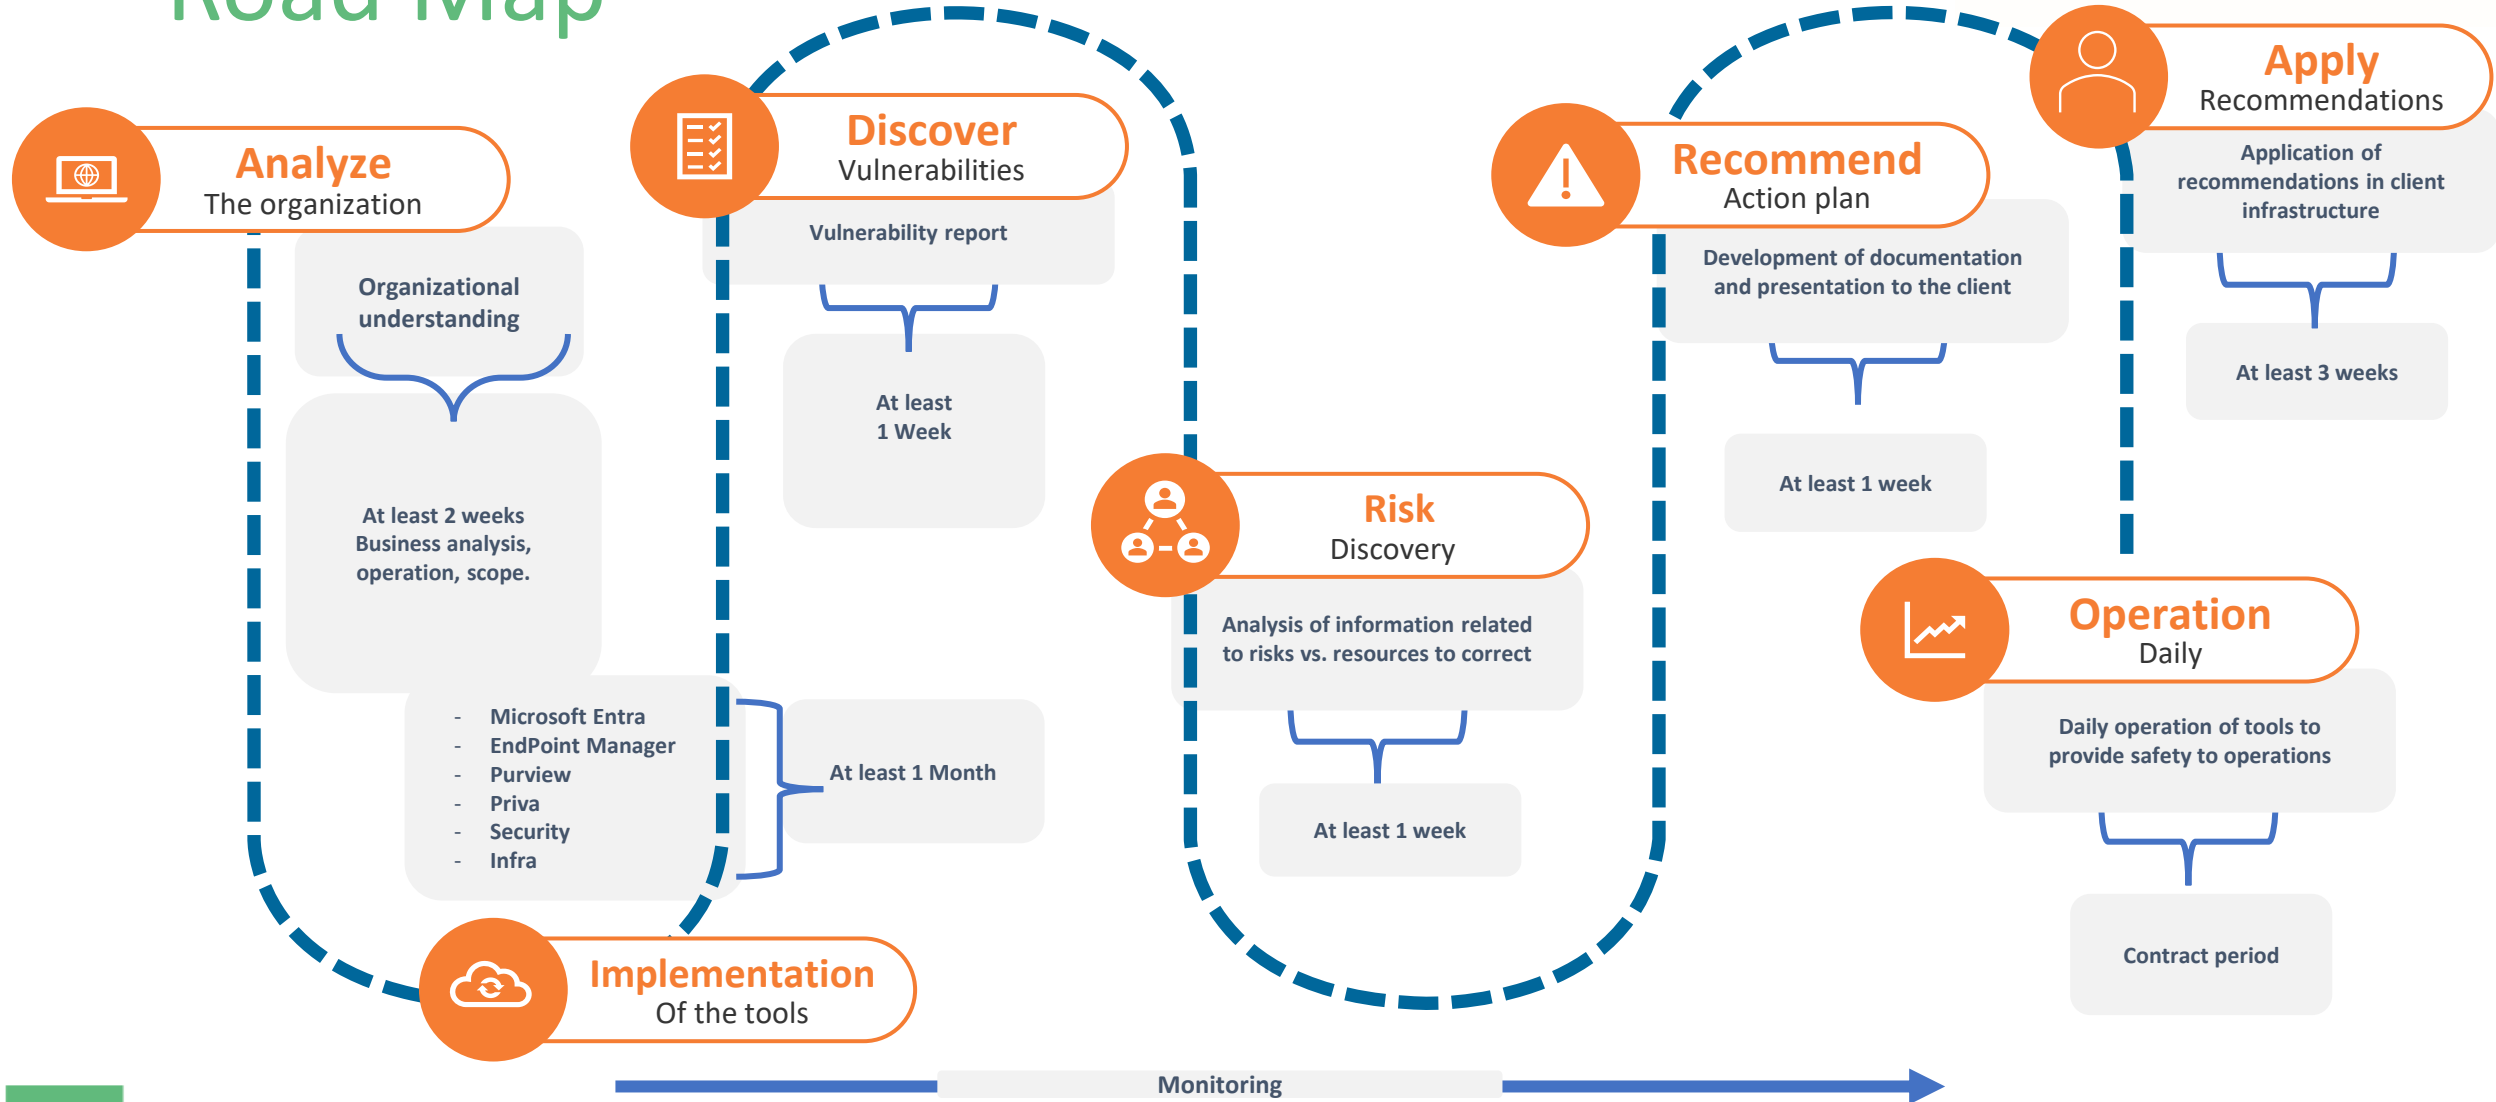 Road Map
Analyze
The organization
Organizational
understanding
At least 2 weeks
Business analysis,
operation, scope.
- Microsoft Entra
- EndPoint Manager
- Purview
- Priva
- Security
- Infra
At least 1 Month
Implementation
Of the tools
Discover
Vulnerabilities
Vulnerability report
At least
1 Week
Risk
Discovery
Analysis of information related
to risks vs. resources to correct
At least 1 week
Recommend
Action plan
Development of documentation
and presentation to the client
At least 1 week
Apply
Recommendations
Application of
recommendations in client
infrastructure
At least 3 weeks
Operation
Daily
Daily operation of tools to
provide safety to operations
Contract period
Monitoring